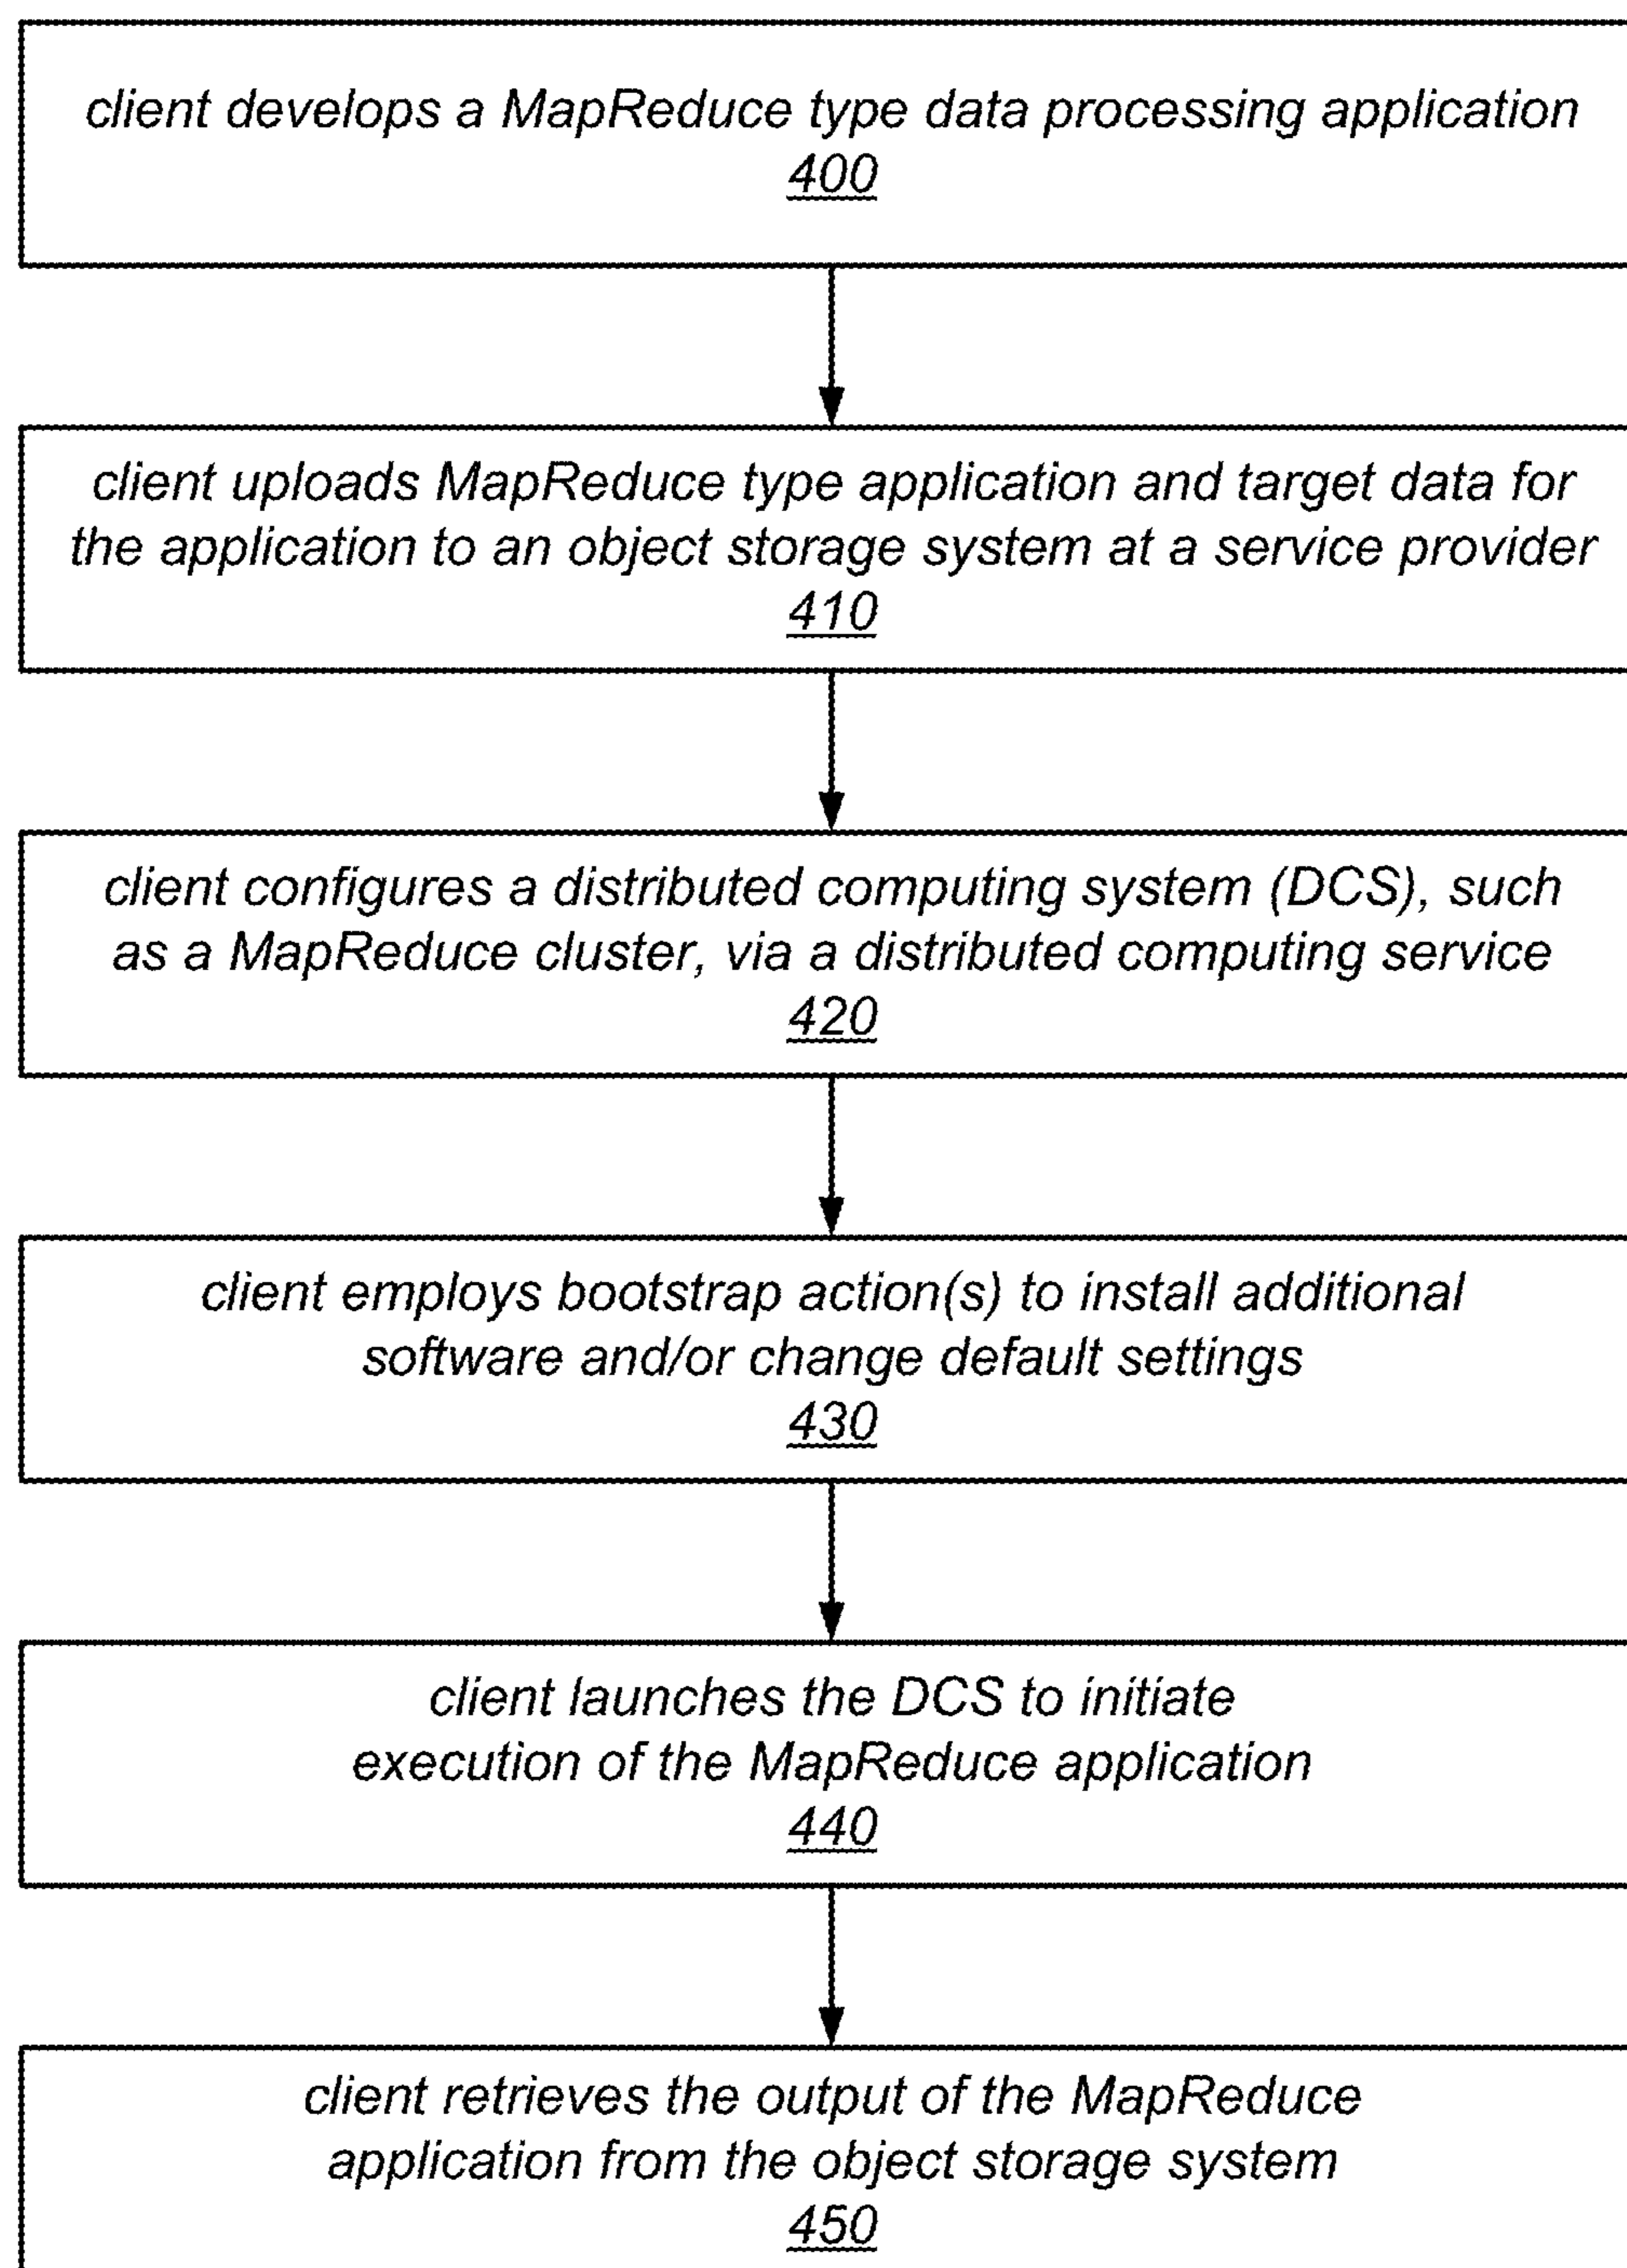 client develops a MapReduce type data processing application
400
client uploads MapReduce type application and target data for
the application to an object storage system at a service provider
410
client configures a distributed computing system (DCS), such
as a MapReduce cluster, via a distributed computing service
420
client employs bootstrap action(s) to install additional
software and/or change default settings
430
client launches the DCS to initiate
execution of the MapReduce application
440
client retrieves the output of the MapReduce
application from the object storage system
450